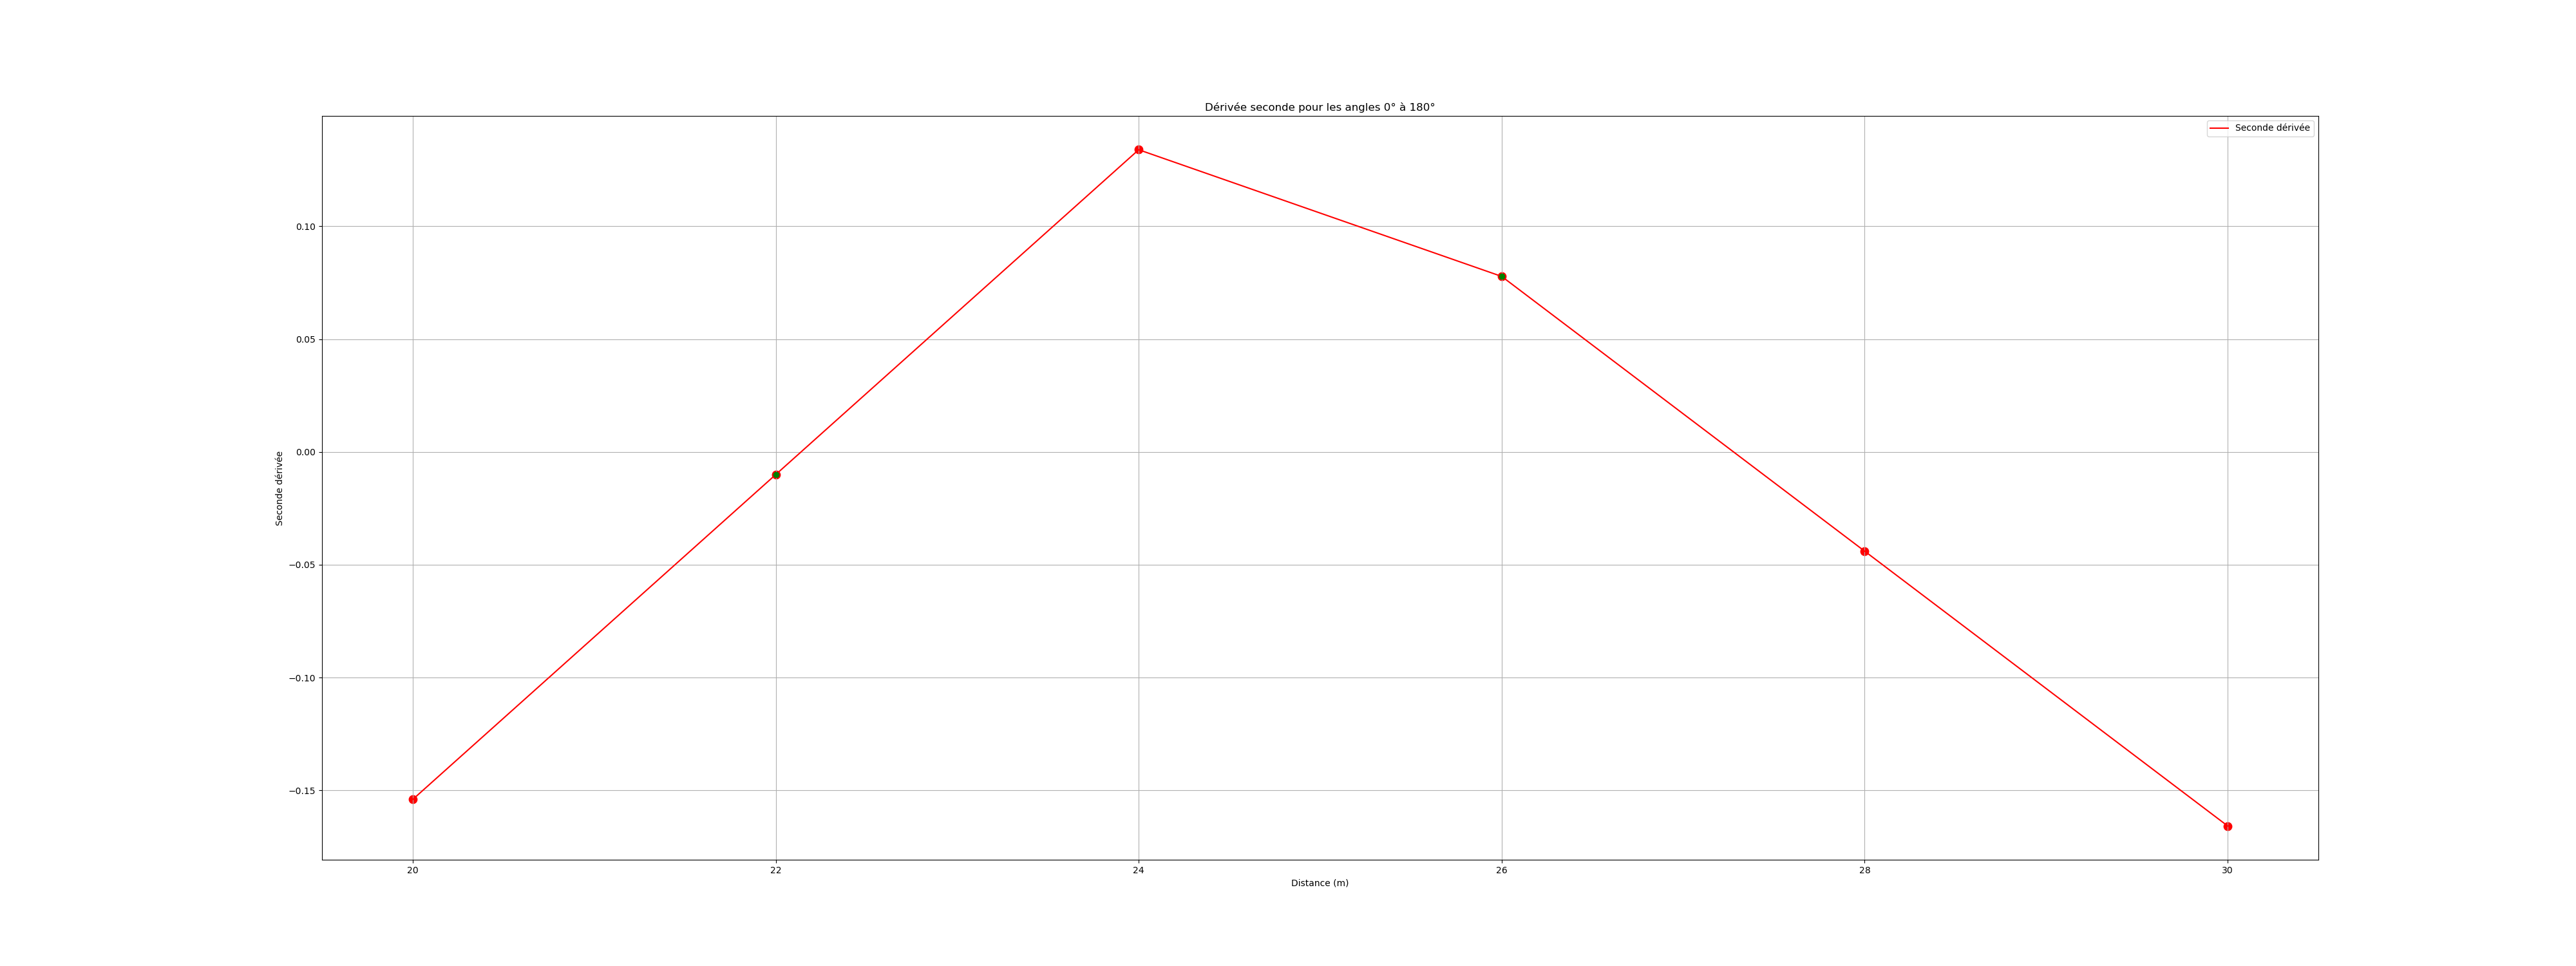 Dérivée seconde pour les angles 0° à 180°
Seconde dérivée
0.10
0.05
0.00
−0.05
−0.10
−0.15
Seconde dérivée
20 22 24 26 28 30
Distance (m)